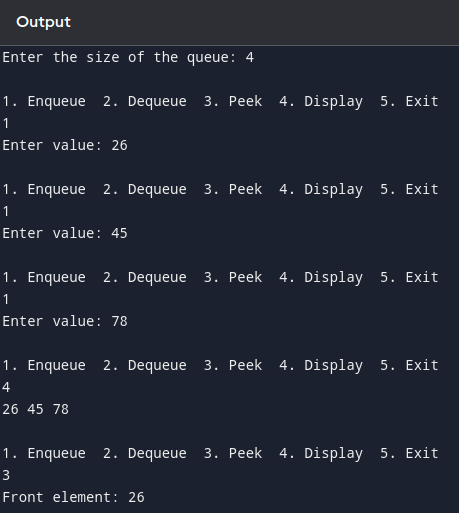 Output
Enter the size of the queue: 4
1. Enqueue  2. Dequeue  3. Peek  4. Display  5. Exit
1
Enter value: 26
1. Enqueue  2. Dequeue  3. Peek  4. Display  5. Exit
1
Enter value: 45
1. Enqueue  2. Dequeue  3. Peek  4. Display  5. Exit
1
Enter value: 78
1. Enqueue  2. Dequeue  3. Peek  4. Display  5. Exit
4
26 45 78
1. Enqueue  2. Dequeue  3. Peek  4. Display  5. Exit
3
Front element: 26